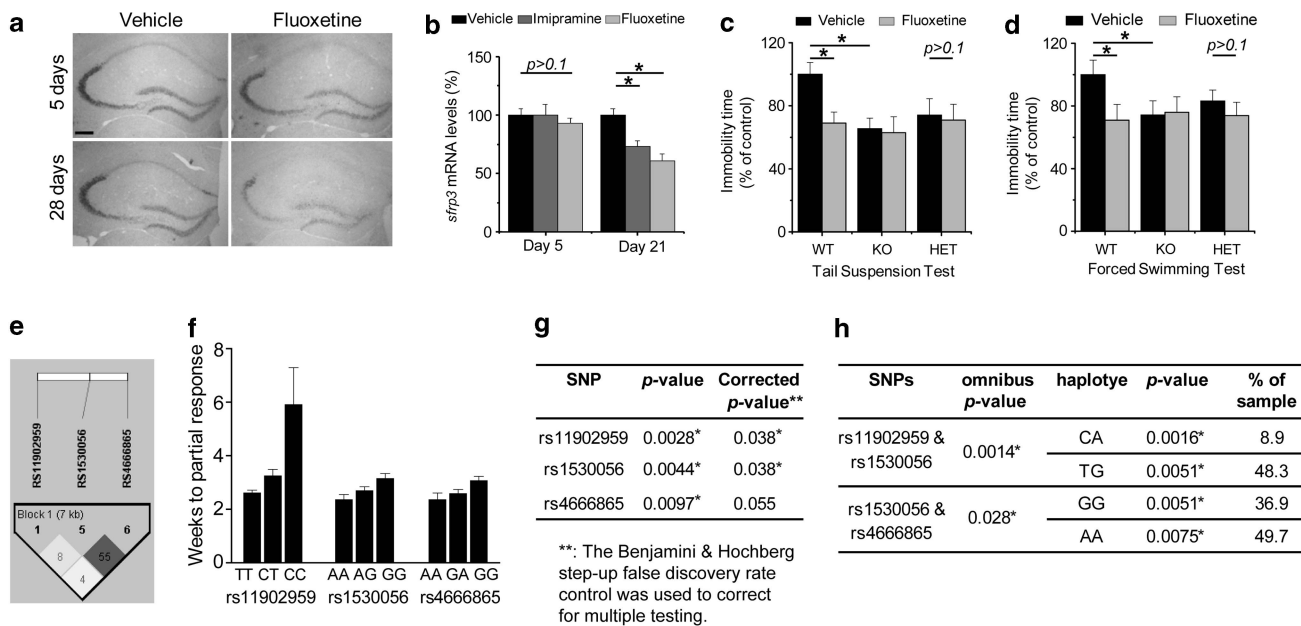 a
Vehicle
Fluoxetine
5 days
28 days
b
Vehicle Imipramine Fluoxetine
sfrp3 mRNA levels (%)
150
100
50
0
p>0.1
*
*
Day 5
Day 21
c
Vehicle Fluoxetine
Immobility time
(% of control)
120
80
40
0
*
*
p>0.1
WT KO HET
Tail Suspension Test
d
Vehicle Fluoxetine
Immobility time
(% of control)
120
80
40
0
*
*
p>0.1
WT KO HET
Forced Swimming Test
e
RS11902959
RS1530056
RS4666865
Block 1 (7 kb)
1 5 6
8 55
4
f
Weeks to partial response
8
6
4
2
0
TT CT CC AA AG GG AA GA GG
rs11902959 rs1530056 rs4666865
g
SNP p-value Corrected p-value**
rs11902959 0.0028* 0.038*
rs1530056 0.0044* 0.038*
rs4666865 0.0097* 0.055
**: The Benjamini & Hochberg
step-up false discovery rate
control was used to correct
for multiple testing.
h
SNPs omnibus p-value haplotye p-value % of sample
rs11902959 & rs1530056 0.0014* CA 0.0016* 8.9
TG 0.0051* 48.3
rs1530056 & rs4666865 0.028* GG 0.0051* 36.9
AA 0.0075* 49.7